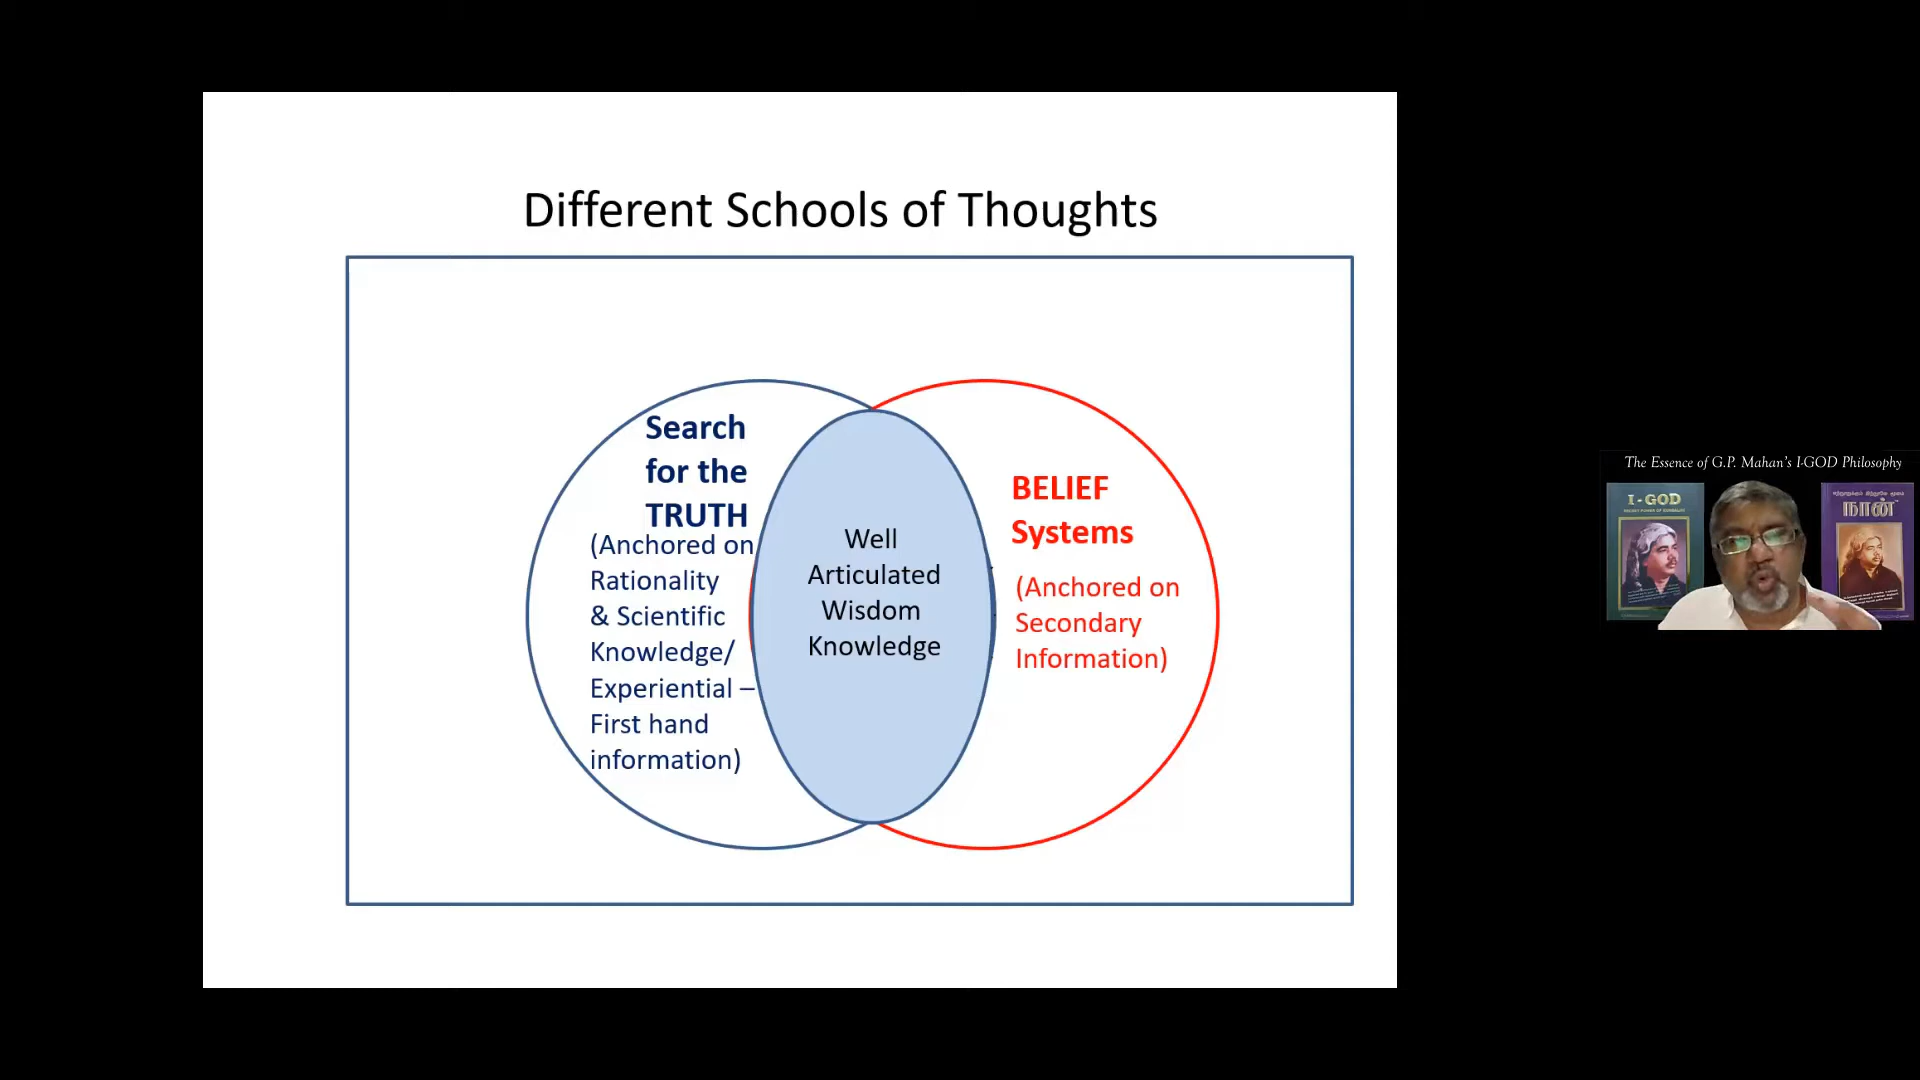 Different Schools of Thoughts
Search
for the
TRUTH
(Anchored on
Rationality
& Scientific
Knowledge/
Experiential –
First hand
information)
Well
Articulated
Wisdom
Knowledge
BELIEF
Systems
(Anchored on
Secondary
Information)
The Essence of G.P. Mahan's I-GOD Philosophy
I-GOD
நான்